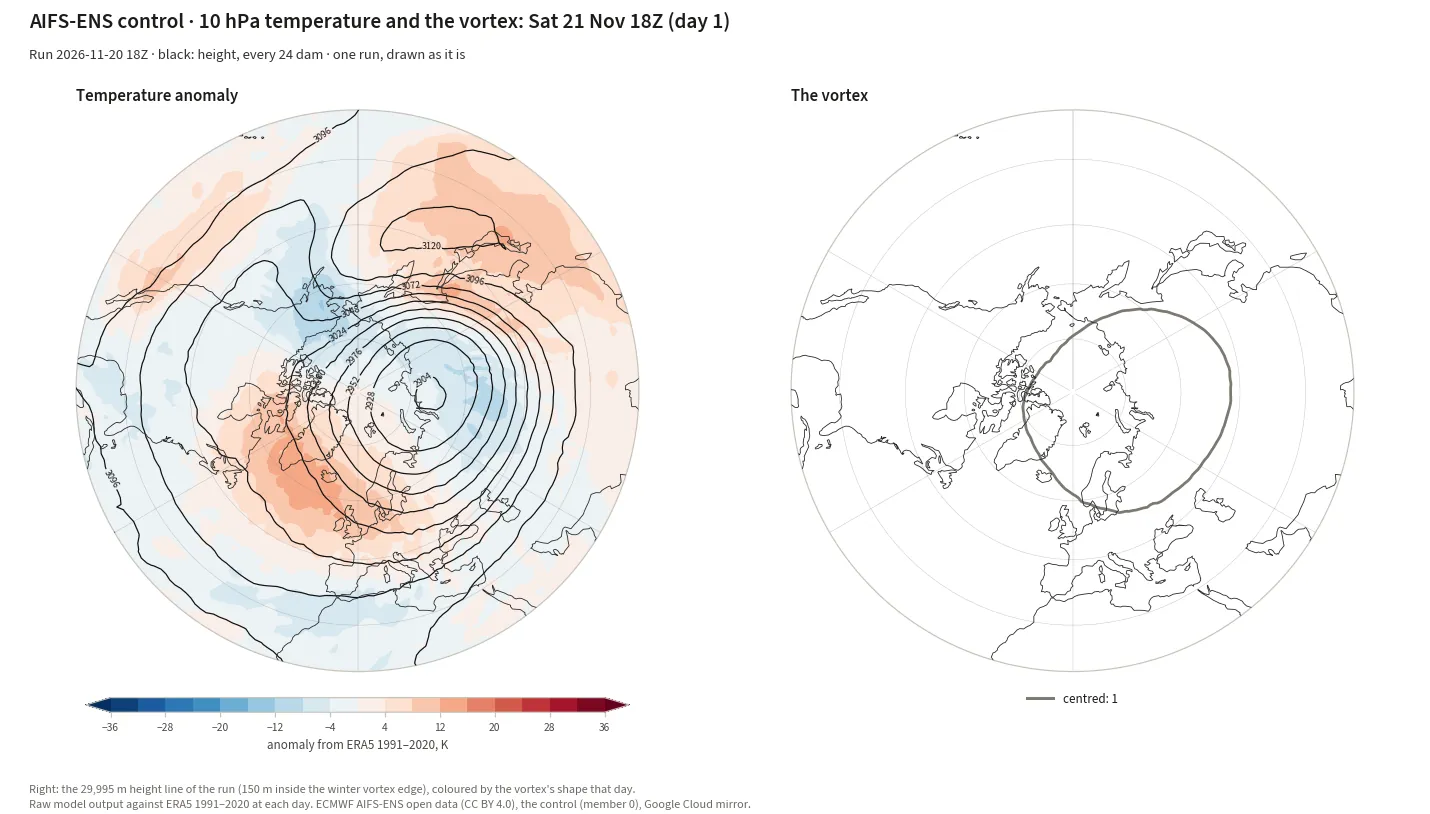 AIFS-ENS control · 10 hPa temperature and the vortex: Sat 21 Nov 18Z (day 1)
Run 2026-11-20 18Z · black: height, every 24 dam · one run, drawn as it is
Temperature anomaly
The vortex
3096
3120
3096
3072
3048
3024
2976
2952
2928
2904
3096
−36 −28 −20 −12 −4 4 12 20 28 36
anomaly from ERA5 1991–2020, K
centred: 1
Right: the 29,995 m height line of the run (150 m inside the winter vortex edge), coloured by the vortex's shape that day.
Raw model output against ERA5 1991–2020 at each day. ECMWF AIFS-ENS open data (CC BY 4.0), the control (member 0), Google Cloud mirror.